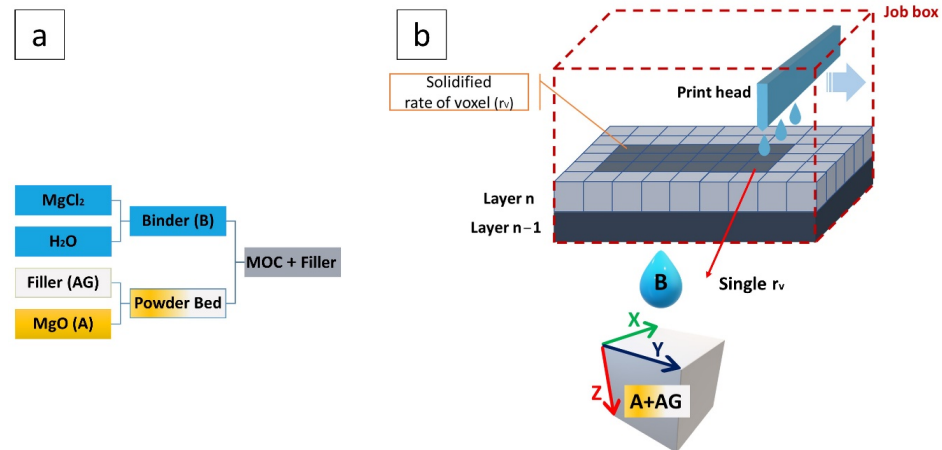 a
MgCl₂
H₂O
Filler (AG)
MgO (A)
Binder (B)
Powder Bed
MOC + Filler
b
Job box
Solidified
rate of voxel (rᵥ)
Print head
Layer n
Layer n−1
B
Single rᵥ
X
Y
Z
A+AG